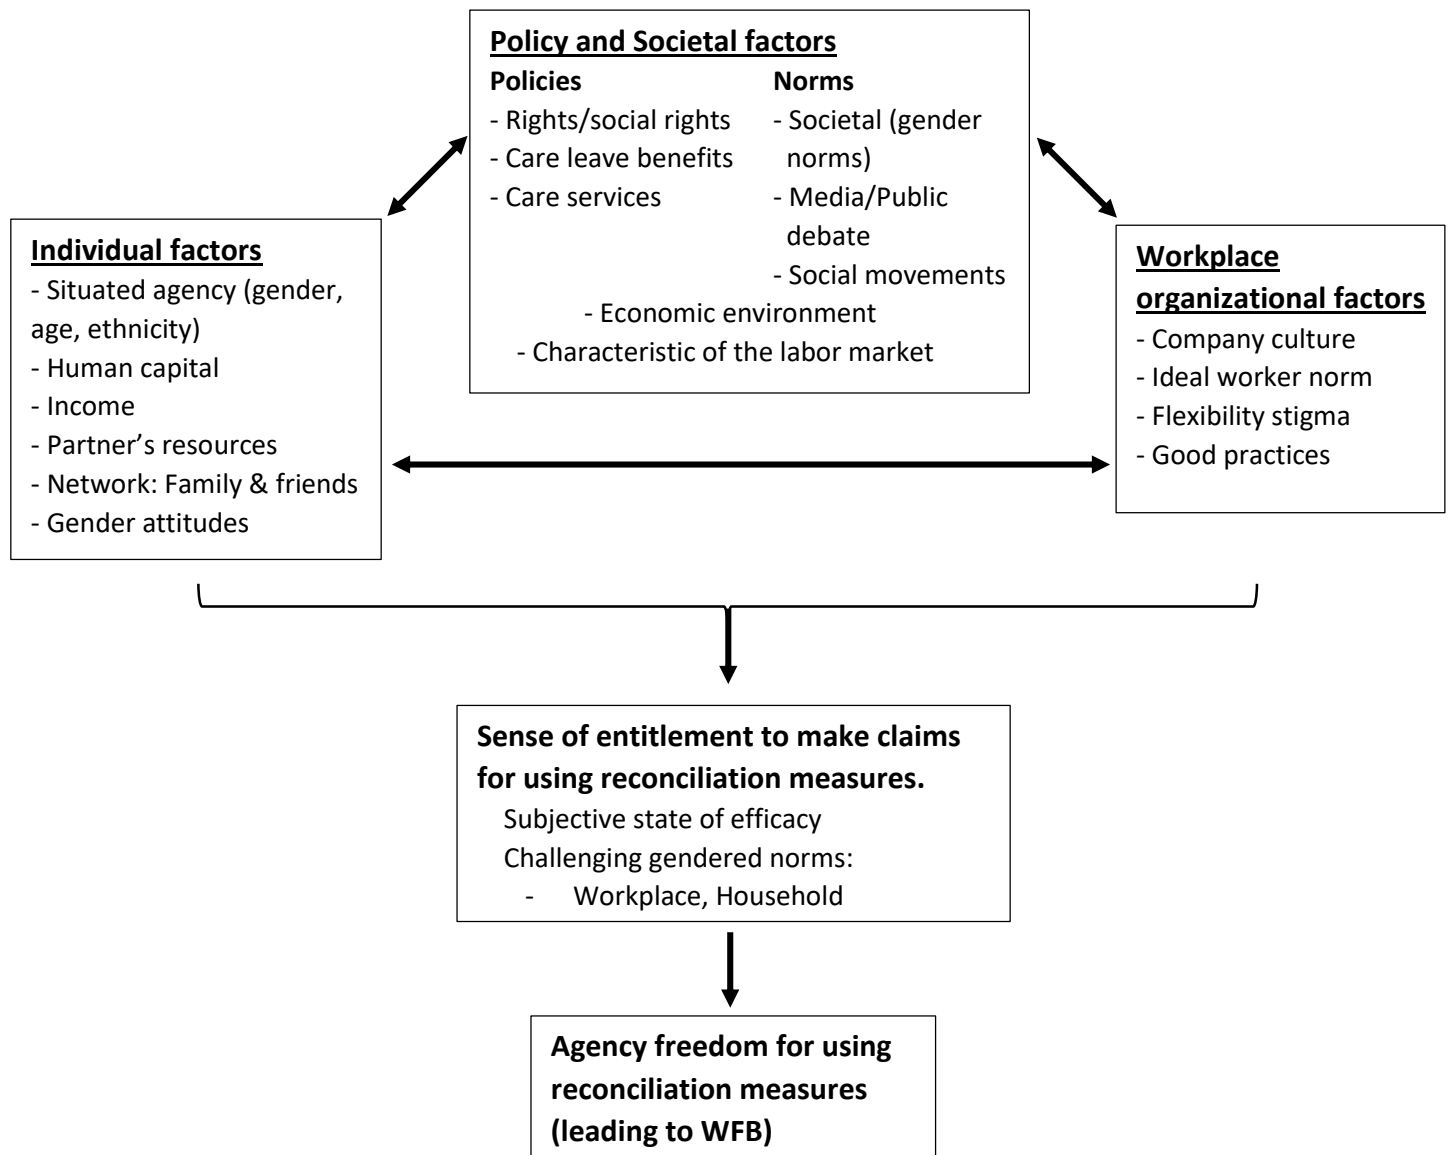 Policy and Societal factors
Policies
- Rights/social rights
- Care leave benefits
- Care services
Norms
- Societal (gender
norms)
- Media/Public
debate
- Social movements
- Economic environment
- Characteristic of the labor market
Individual factors
- Situated agency (gender,
age, ethnicity)
- Human capital
- Income
- Partner’s resources
- Network: Family & friends
- Gender attitudes
Workplace
organizational factors
- Company culture
- Ideal worker norm
- Flexibility stigma
- Good practices
Sense of entitlement to make claims
for using reconciliation measures.
Subjective state of efficacy
Challenging gendered norms:
- Workplace, Household
Agency freedom for using
reconciliation measures
(leading to WFB)